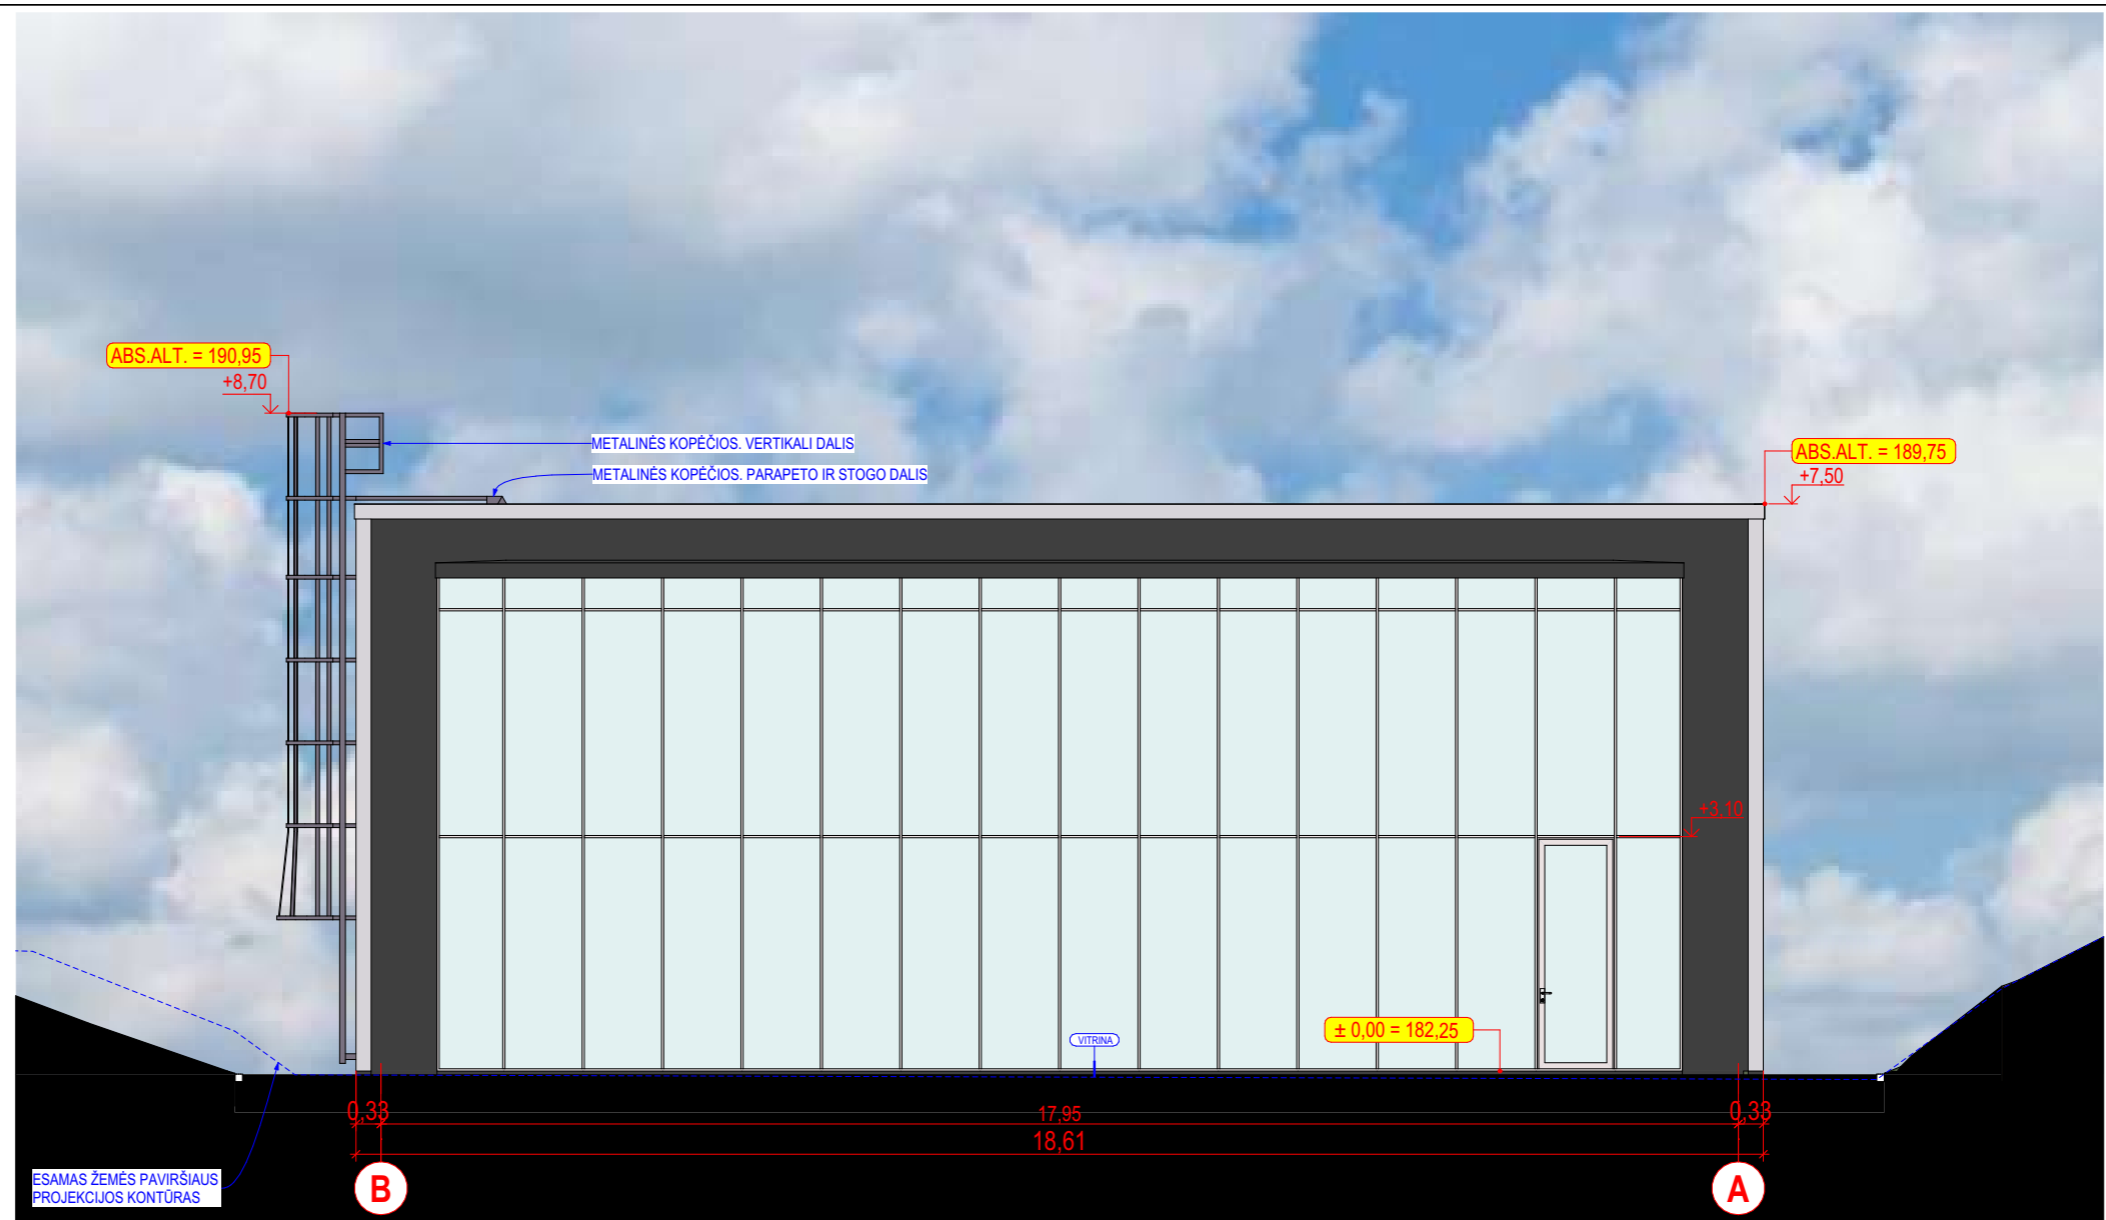 ABS.ALT. = 190,95
+8,70
METALINĖS KOPĖČIOS. VERTIKALI DALIS
METALINĖS KOPĖČIOS. PARAPETO IR STOGO DALIS
ABS.ALT. = 189,75
+7,50
+3,10
± 0,00 = 182,25
VITRINA
0,33
17,95
0,33
18,61
ESAMAS ŽEMĖS PAVIRŠIAUS
PROJEKCIJOS KONTŪRAS
B
A